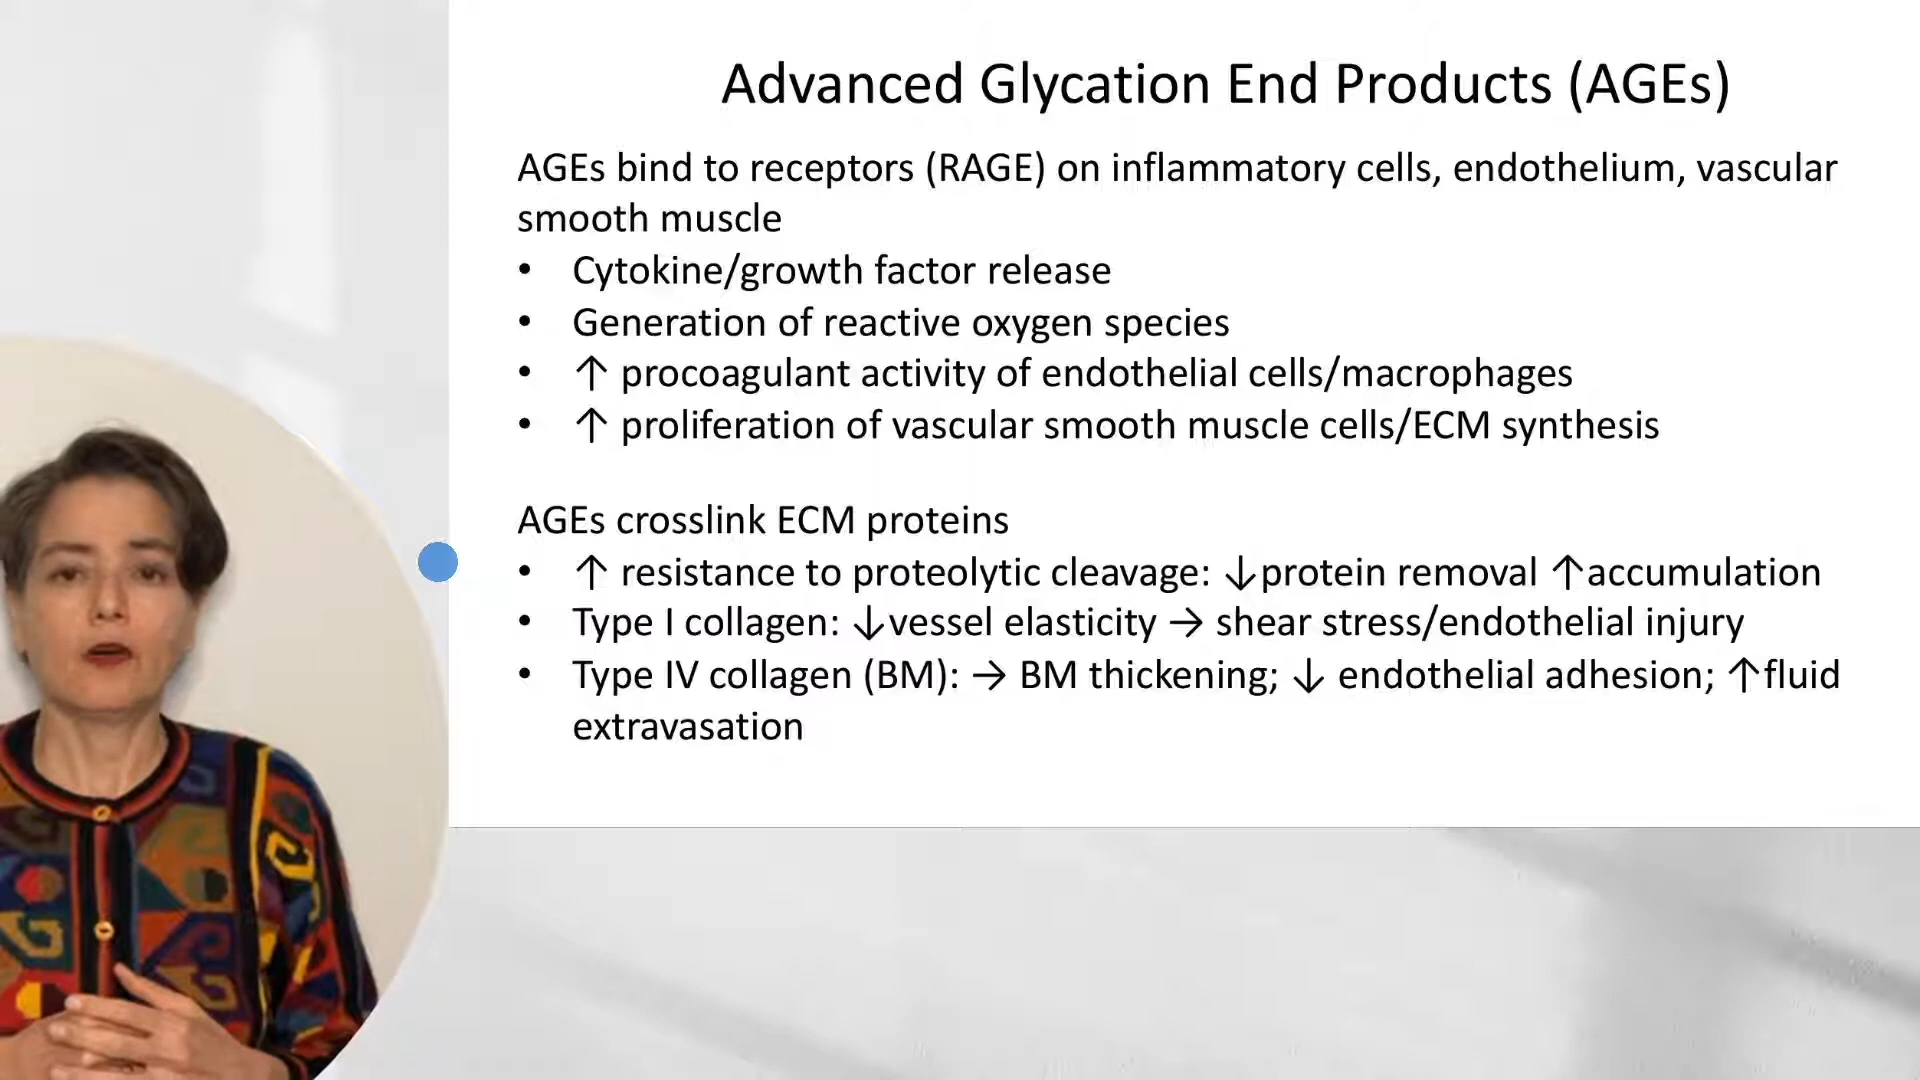 Advanced Glycation End Products (AGEs)
AGEs bind to receptors (RAGE) on inflammatory cells, endothelium, vascular
smooth muscle
• Cytokine/growth factor release
• Generation of reactive oxygen species
• ↑ procoagulant activity of endothelial cells/macrophages
• ↑ proliferation of vascular smooth muscle cells/ECM synthesis
AGEs crosslink ECM proteins
• ↑ resistance to proteolytic cleavage: ↓protein removal ↑accumulation
• Type I collagen: ↓vessel elasticity → shear stress/endothelial injury
• Type IV collagen (BM): → BM thickening; ↓ endothelial adhesion; ↑fluid
extravasation